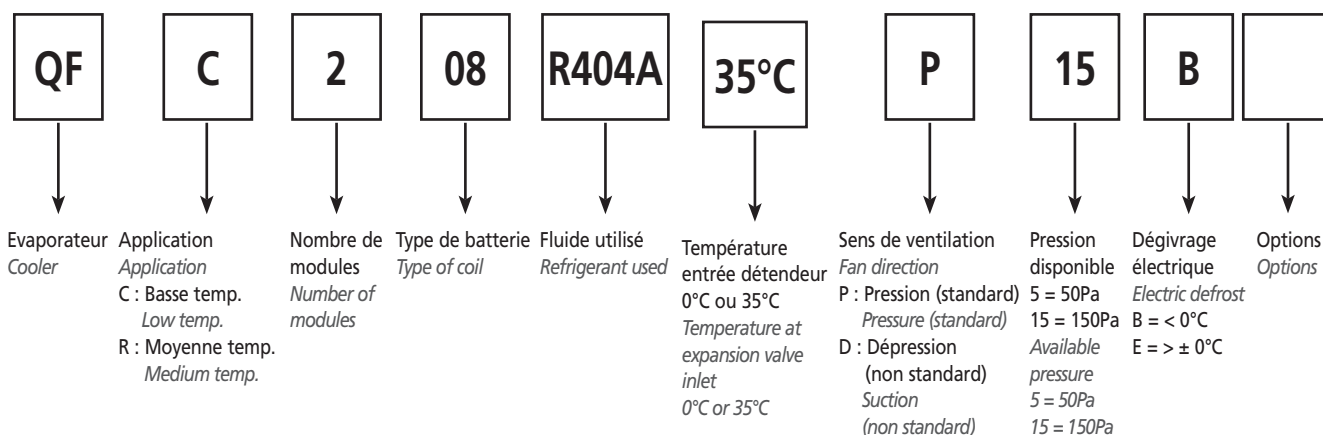 QF
C
2
08
R404A
35°C
P
15
B
Evaporateur
Cooler
Application
Application
C : Basse temp.
Low temp.
R : Moyenne temp.
Medium temp.
Nombre de
modules
Number of
modules
Type de batterie
Type of coil
Fluide utilisé
Refrigerant used
Température
entrée détendeur
0°C ou 35°C
Temperature at
expansion valve
inlet
0°C or 35°C
Sens de ventilation
Fan direction
P : Pression (standard)
Pressure (standard)
D : Dépression
(non standard)
Suction
(non standard)
Pression
disponible
5 = 50Pa
15 = 150Pa
Available
pressure
5 = 50Pa
15 = 150Pa
Dégivrage
électrique
Electric defrost
B = < 0°C
E = > ± 0°C
Options
Options